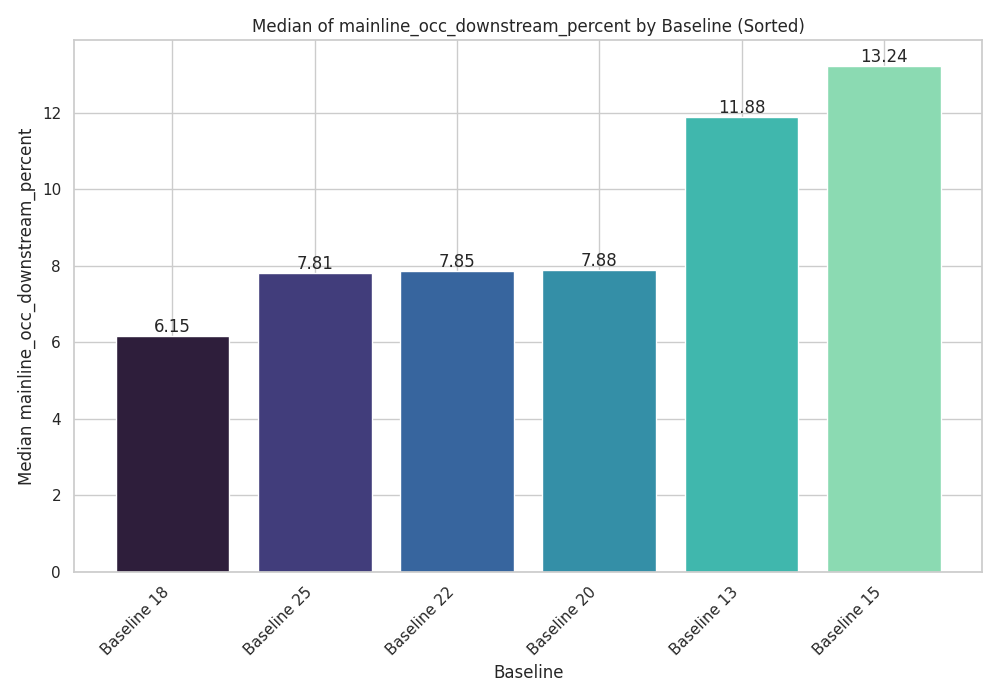 Median of mainline_occ_downstream_percent by Baseline (Sorted)
Median mainline_occ_downstream_percent
12
10
8
6
4
2
0
6.15
7.81
7.85
7.88
11.88
13.24
Baseline 18
Baseline 25
Baseline 22
Baseline 20
Baseline 13
Baseline 15
Baseline